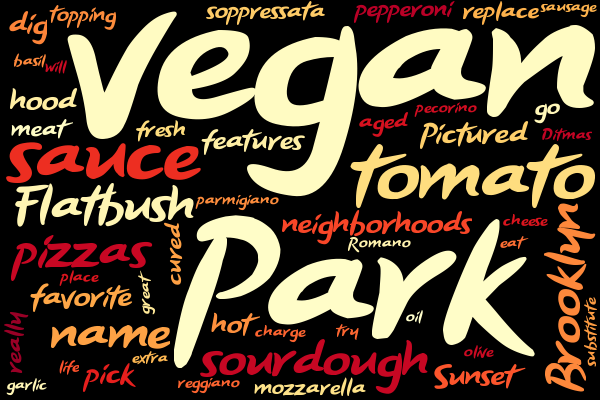 dig topping soppressata pepperoni replace sausage
Vegan
basil will
hood aged pecorino go
meat fresh features Pictured Ditmas
sauce tomato
Flatbush parmigiano neighborhoods cheese
pizzas cured Romano eat
Park
place great
favorite oil Brooklyn
name hot charge try substitute
really extra sourdough olive
life pick reggiano Sunset
garlic mozzarella